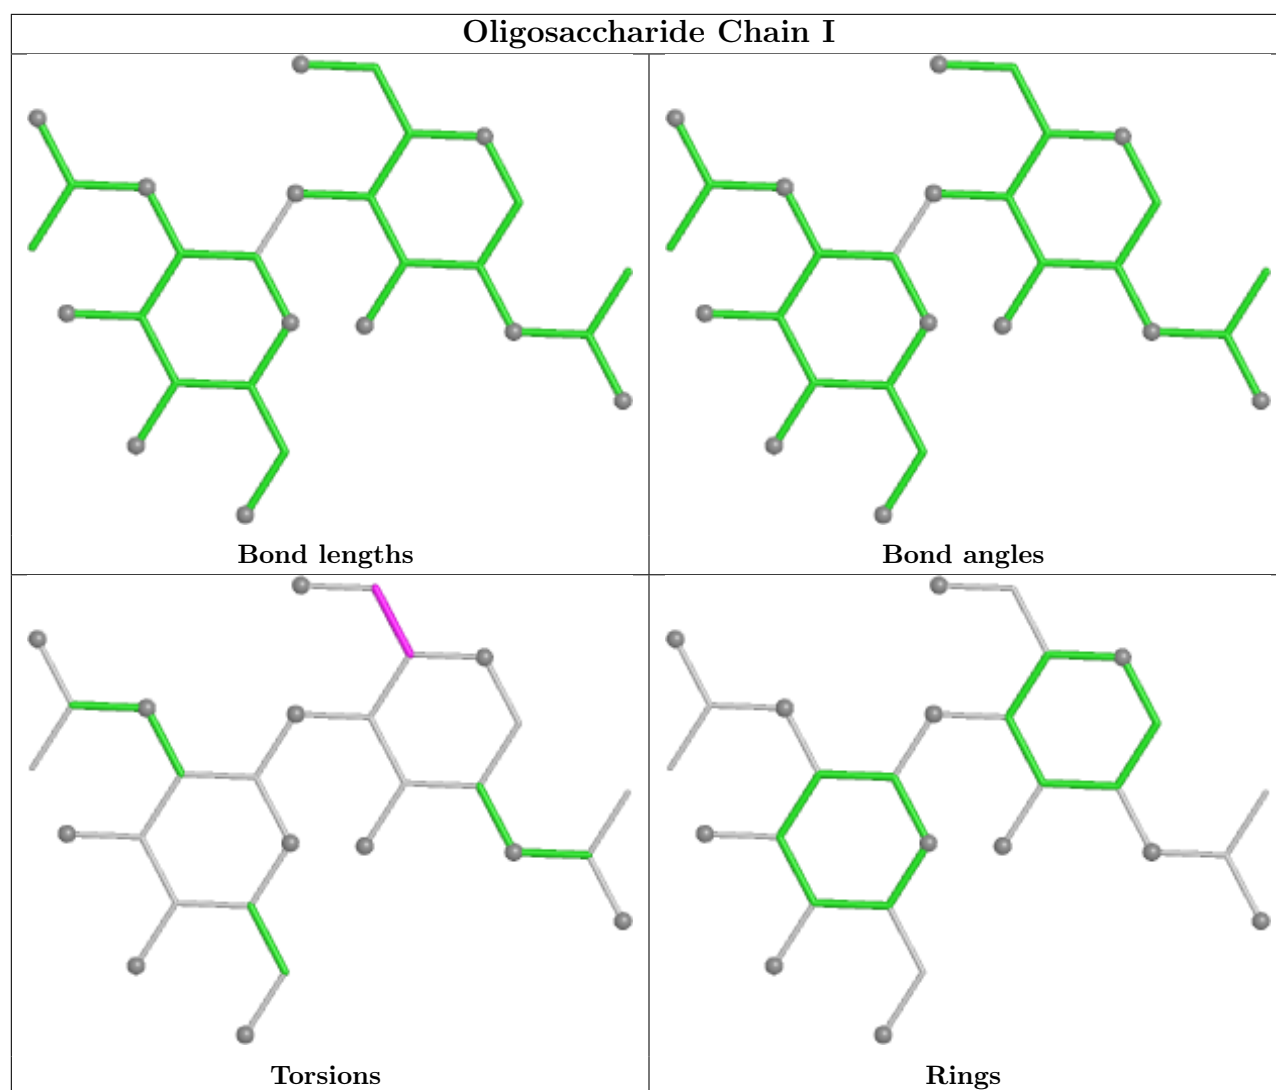 Oligosaccharide Chain I
Bond lengths
Bond angles
Torsions
Rings